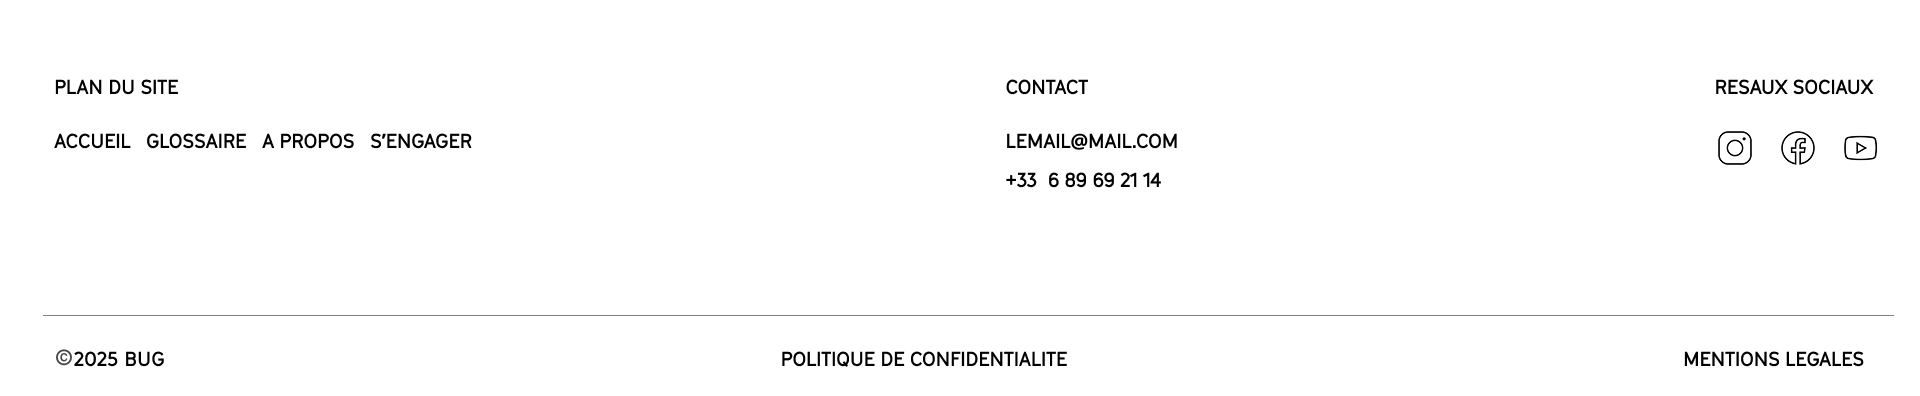 PLAN DU SITE
ACCUEIL GLOSSAIRE A PROPOS S'ENGAGER
CONTACT
LEMAIL@MAIL.COM
+33 6 89 69 21 14
RESAUX SOCIAUX
©2025 BUG
POLITIQUE DE CONFIDENTIALITE
MENTIONS LEGALES